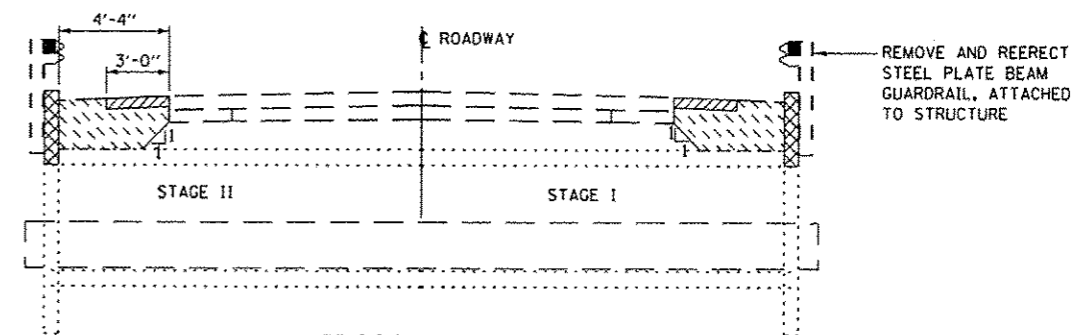 4'-4"
3'-0"
℄ ROADWAY
REMOVE AND REERECT
STEEL PLATE BEAM
GUARDRAIL, ATTACHED
TO STRUCTURE
1
1
1
1
STAGE II
STAGE I